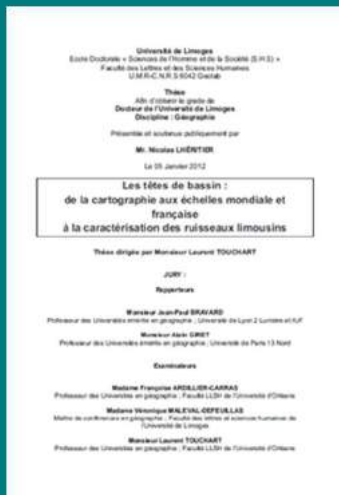 Université de Limoges
Ecole Doctorale « Sciences de l'Homme et de la Société (S.H.S) »
Faculté des Lettres et des Sciences Humaines
U.M.R-C.N.R.S 6042 Geolab
Thèse
Afin d'obtenir le grade de
Docteur de l'Université de Limoges
Discipline : Géographie
Présentée et soutenue publiquement par
Mr. Nicolas LHÉRITIER
Le 05 Janvier 2012
Les têtes de bassin :
de la cartographie aux échelles mondiale et
française
à la caractérisation des ruisseaux limousins
Thèse dirigée par Monsieur Laurent TOUCHART
JURY :
Rapporteurs
Monsieur Jean-Paul BRAVARD
Professeur des Universités émérite en géographie ; Université de Lyon 2 Lumière et IUF
Monsieur Alain GIRET
Professeur des Universités émérite en géographie ; Université de Paris 13 Nord
Examinateurs
Madame Françoise ARDILLIER-CARRAS
Professeur des Universités en géographie ; Faculté LLSH de l'Université d'Orléans
Madame Véronique MALEVAL-DEFEUILLAS
Maître de conférences en géographie ; Faculté des lettres et sciences humaines de
l'Université de Limoges
Monsieur Laurent TOUCHART
Professeur des Universités en géographie ; Faculté LLSH de l'Université d'Orléans